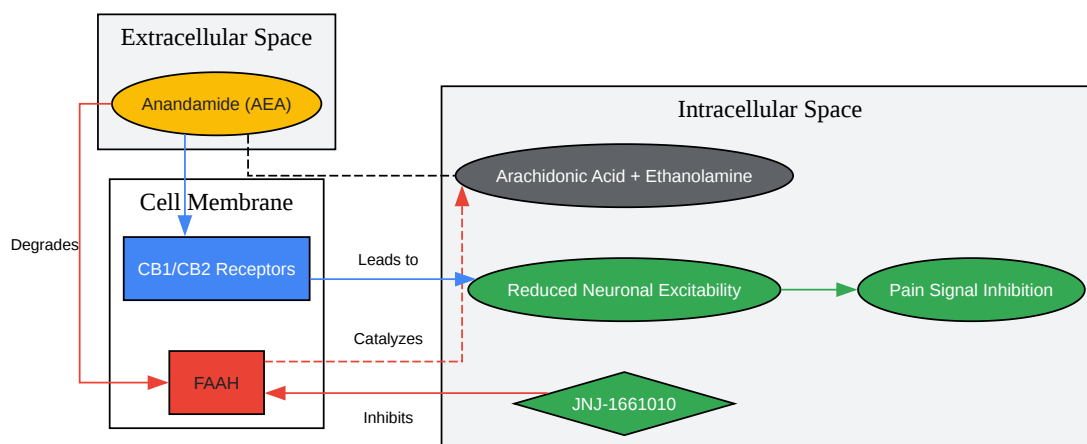 Extracellular Space
Anandamide (AEA)
Intracellular Space
Arachidonic Acid + Ethanolamine
Cell Membrane
Degrades
CB1/CB2 Receptors
Leads to
Reduced Neuronal Excitability
Pain Signal Inhibition
Catalyzes
FAAH
JNJ-1661010
Inhibits